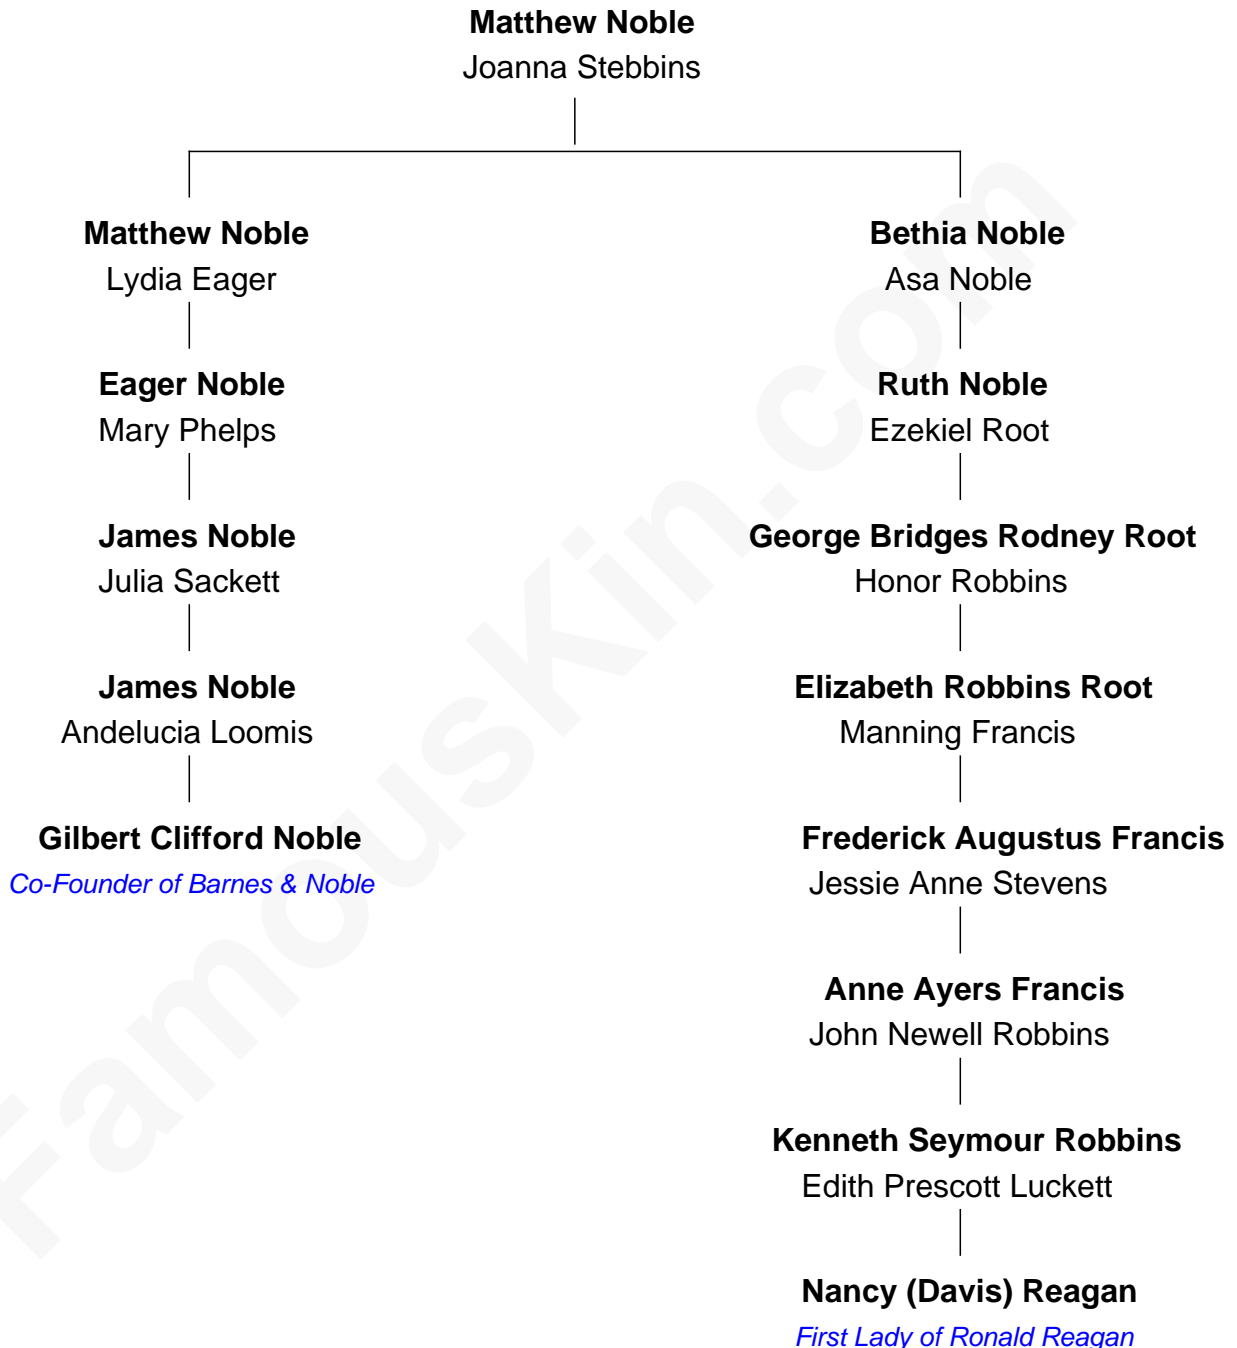 Matthew Noble
Joanna Stebbins
Matthew Noble
Lydia Eager
Eager Noble
Mary Phelps
James Noble
Julia Sackett
James Noble
Andelucia Loomis
Gilbert Clifford Noble
Co-Founder of Barnes & Noble
Bethia Noble
Asa Noble
Ruth Noble
Ezekiel Root
George Bridges Rodney Root
Honor Robbins
Elizabeth Robbins Root
Manning Francis
Frederick Augustus Francis
Jessie Anne Stevens
Anne Ayers Francis
John Newell Robbins
Kenneth Seymour Robbins
Edith Prescott Luckett
Nancy (Davis) Reagan
First Lady of Ronald Reagan
FamousKin.com